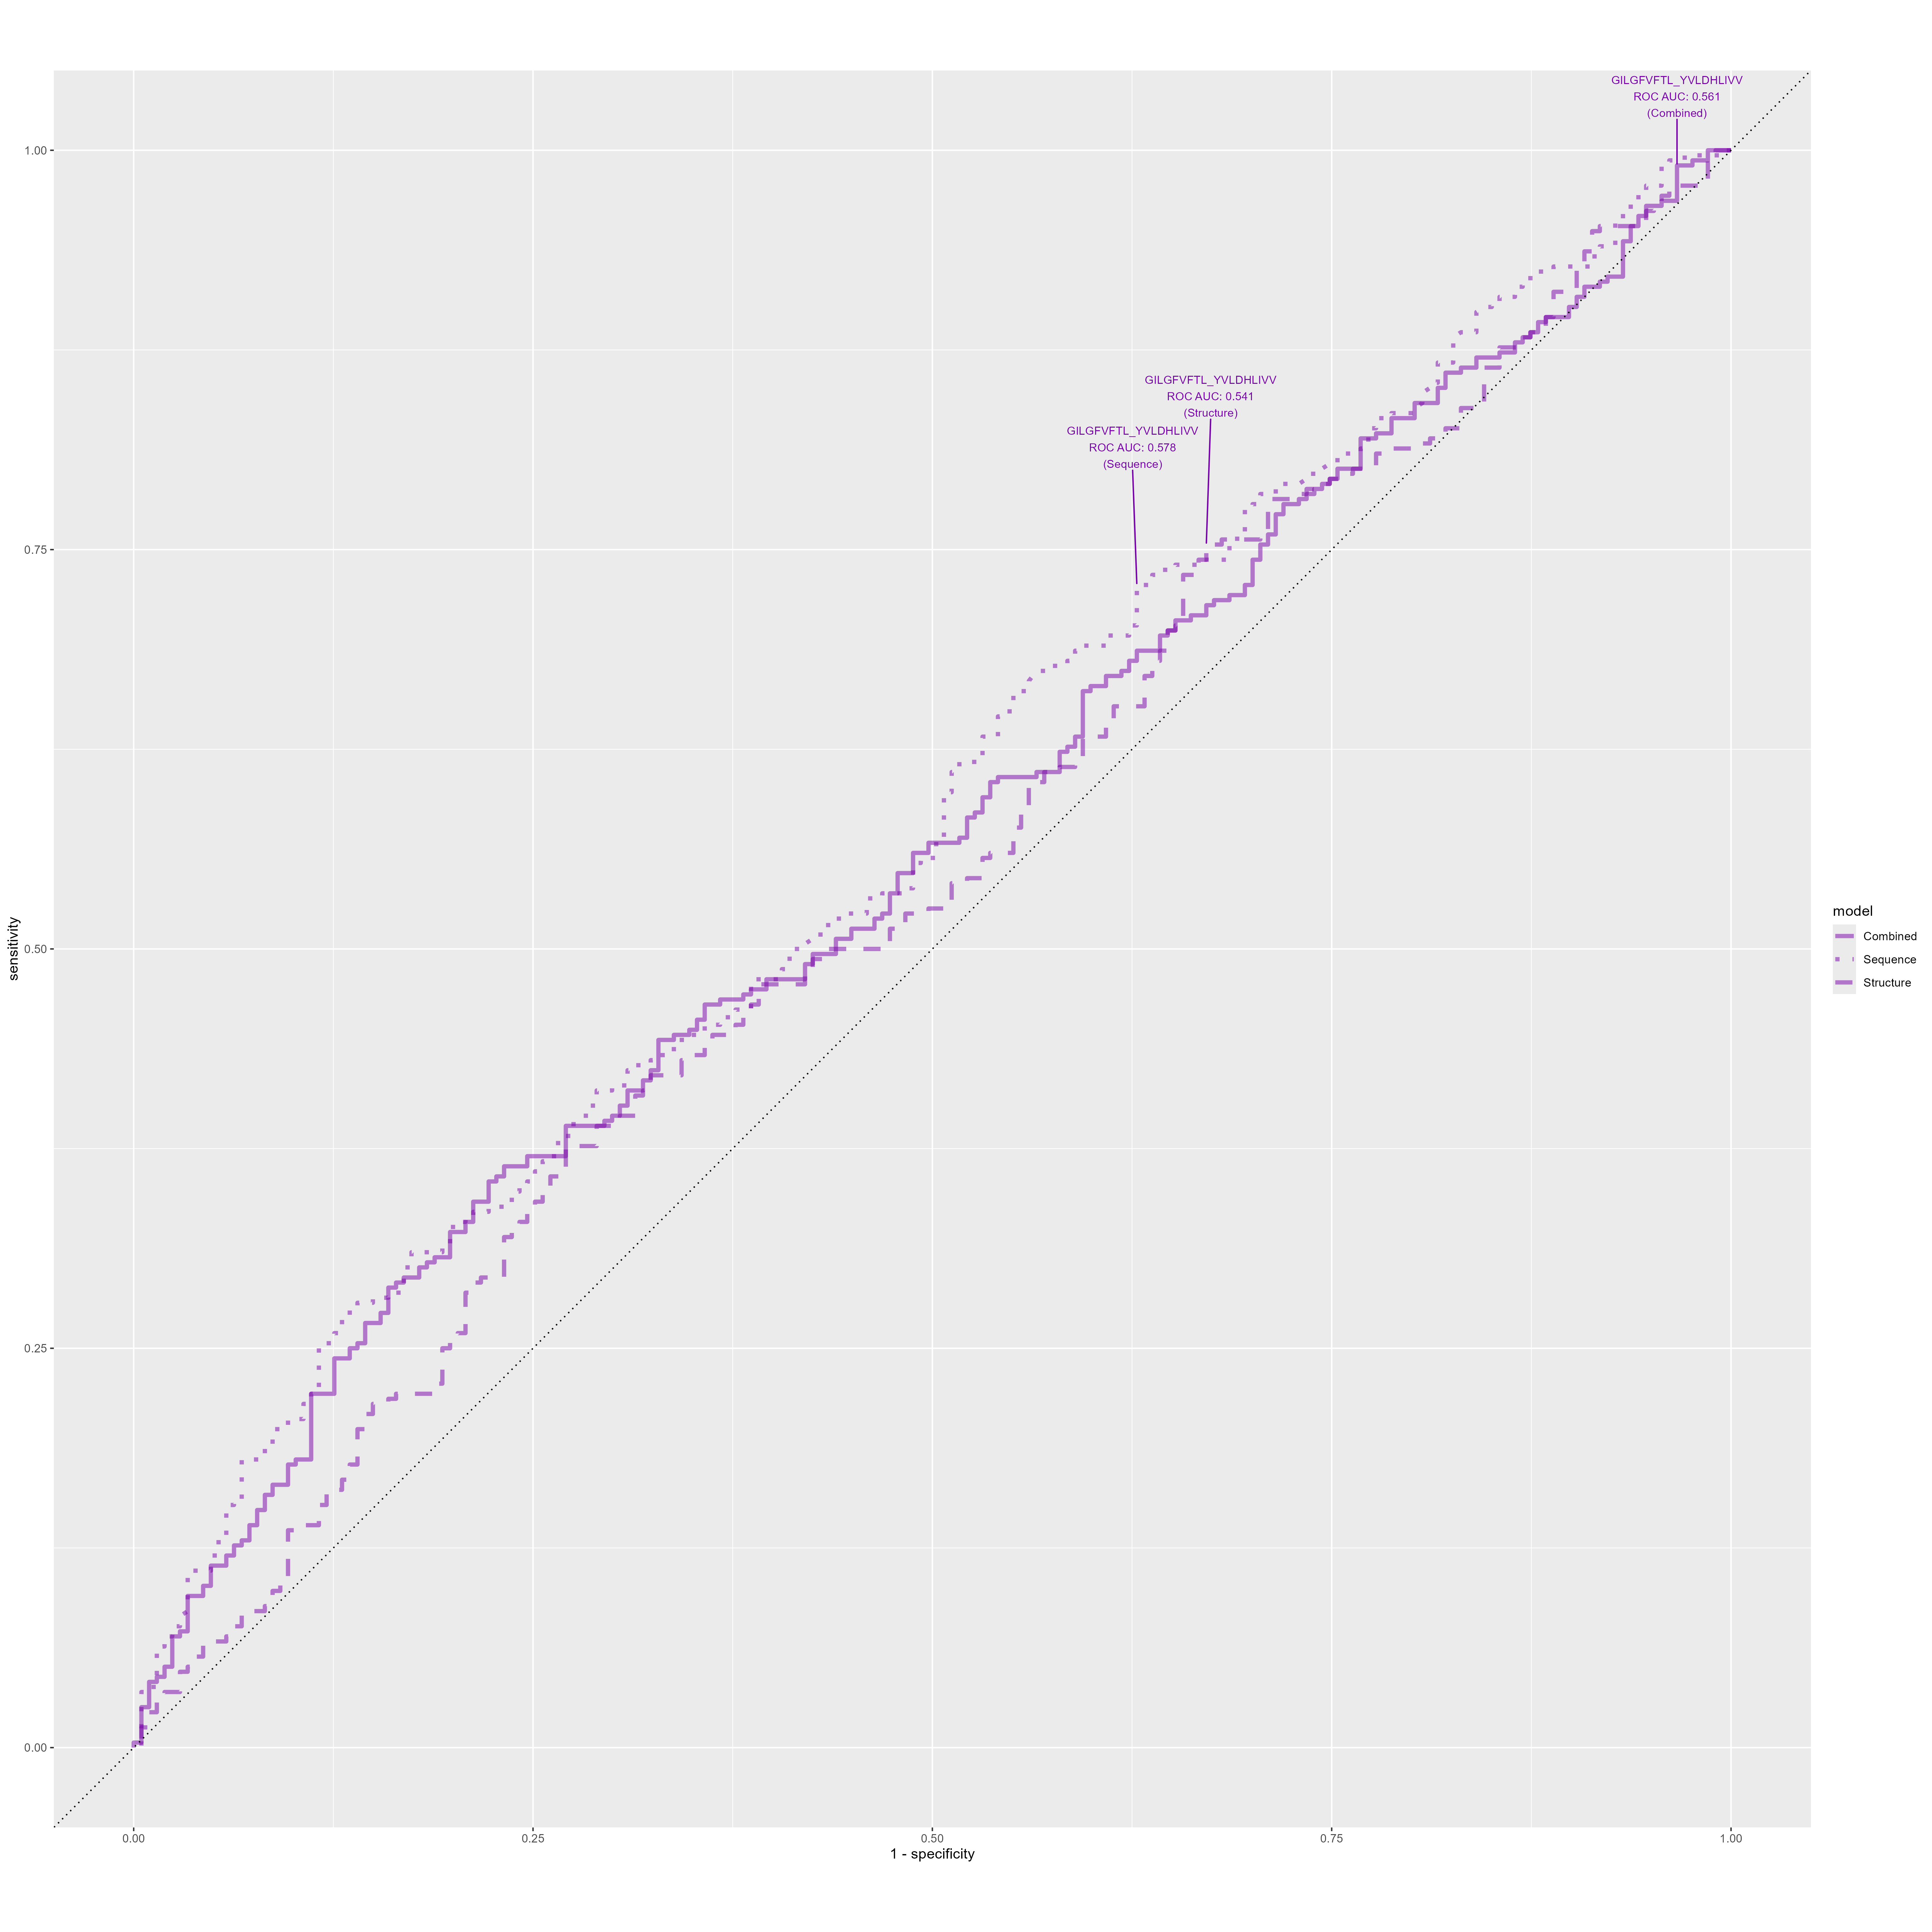 GILGFVFTL_YVLDHLIVV
ROC AUC: 0.561
(Combined)
GILGFVFTL_YVLDHLIVV
ROC AUC: 0.541
(Structure)
GILGFVFTL_YVLDHLIVV
ROC AUC: 0.578
(Sequence)
1.00
0.75
0.50
0.25
0.00
sensitivity
0.00
0.25
0.50
0.75
1.00
1 - specificity
model
Combined
Sequence
Structure